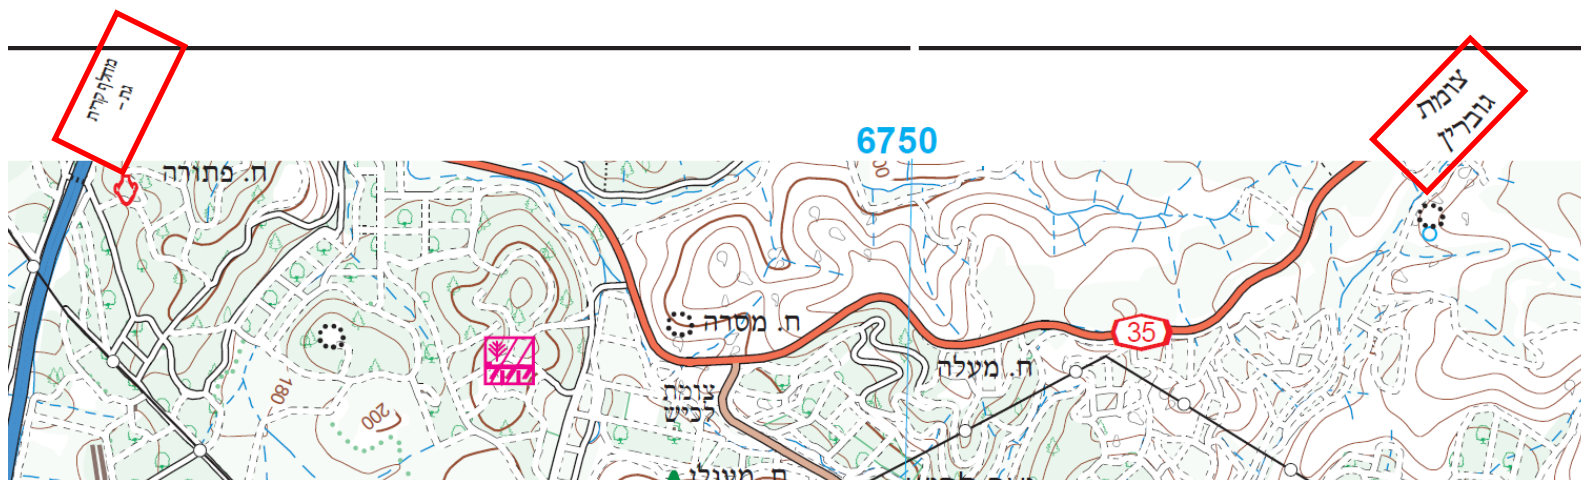 מחלף קרית
גת –
צומת
גוברין
6750
ח. פתורה
ח. מסרה
35
ח. מעלה
צומת
לכיש
180
200